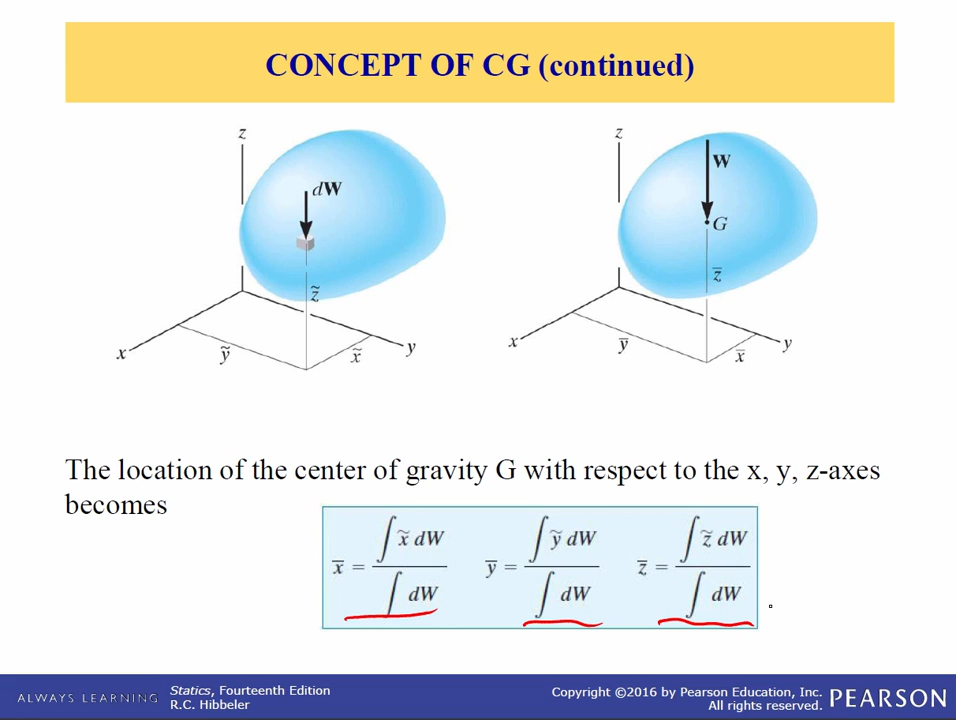 CONCEPT OF CG (continued)
z
dW
z̃
x
ỹ
x̃
y
z
W
G
z̅
x
y̅
x̅
y
The location of the center of gravity G with respect to the x, y, z-axes
becomes
x̅ = ∫ x̃ dW / ∫ dW   y̅ = ∫ ỹ dW / ∫ dW   z̅ = ∫ z̃ dW / ∫ dW
ALWAYS LEARNING
Statics, Fourteenth Edition
R.C. Hibbeler
Copyright ©2016 by Pearson Education, Inc.
All rights reserved.
PEARSON